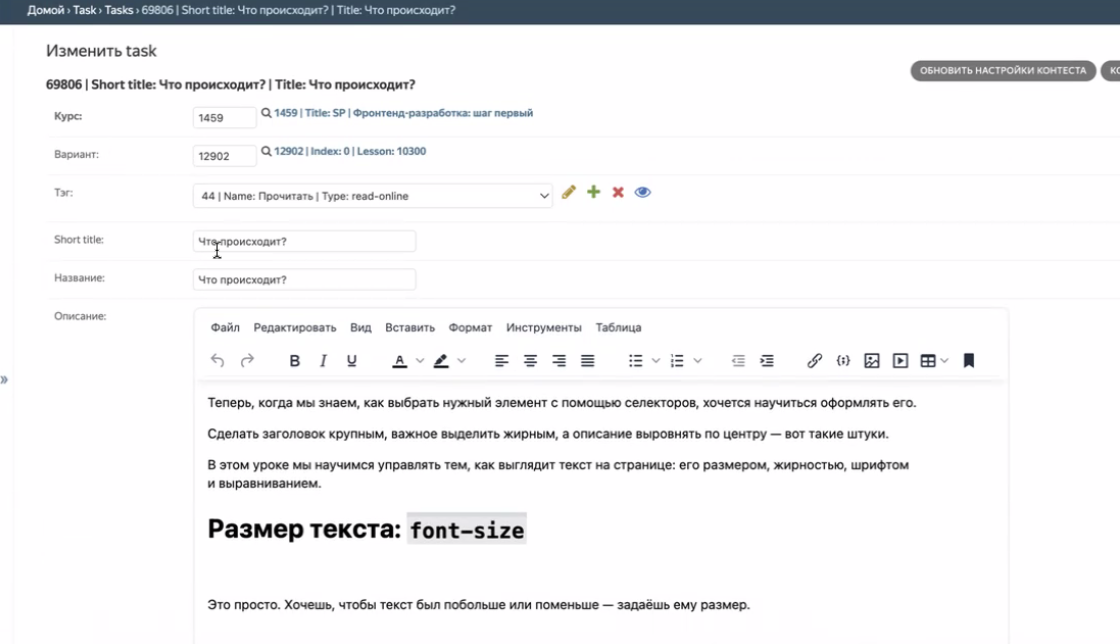 Домой › Task › Tasks › 69806 | Short title: Что происходит? | Title: Что происходит?
Изменить task
69806 | Short title: Что происходит? | Title: Что происходит?
ОБНОВИТЬ НАСТРОЙКИ КОНТЕСТА
Курс: 1459 1459 | Title: SP | Фронтенд-разработка: шаг первый
Вариант: 12902 12902 | Index: 0 | Lesson: 10300
Тэг: 44 | Name: Прочитать | Type: read-online
Short title: Что происходит?
Название: Что происходит?
Описание:
Файл Редактировать Вид Вставить Формат Инструменты Таблица
B I U A
Теперь, когда мы знаем, как выбрать нужный элемент с помощью селекторов, хочется научиться оформлять его.
Сделать заголовок крупным, важное выделить жирным, а описание выровнять по центру — вот такие штуки.
В этом уроке мы научимся управлять тем, как выглядит текст на странице: его размером, жирностью, шрифтом
и выравниванием.
Размер текста: font-size
Это просто. Хочешь, чтобы текст был побольше или поменьше — задаёшь ему размер.